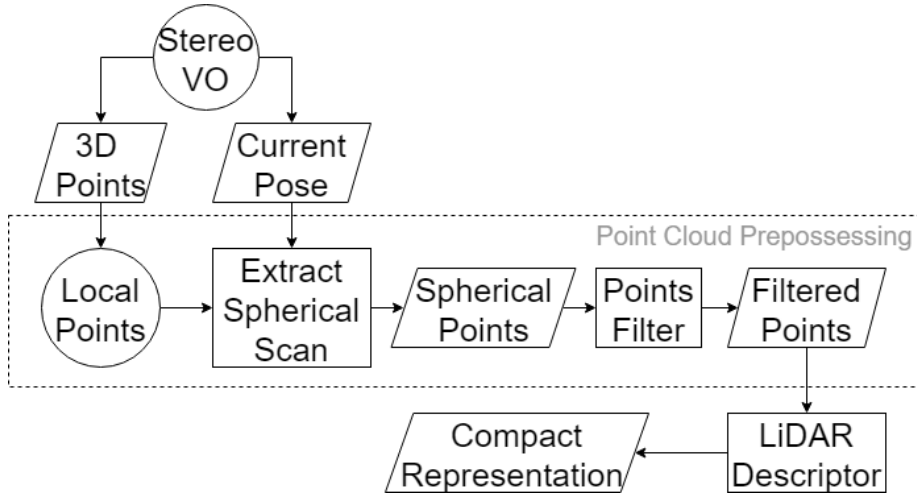 Stereo
VO
3D
Points
Current
Pose
Point Cloud Prepossessing
Local
Points
Extract
Spherical
Scan
Spherical
Points
Points
Filter
Filtered
Points
Compact
Representation
LiDAR
Descriptor